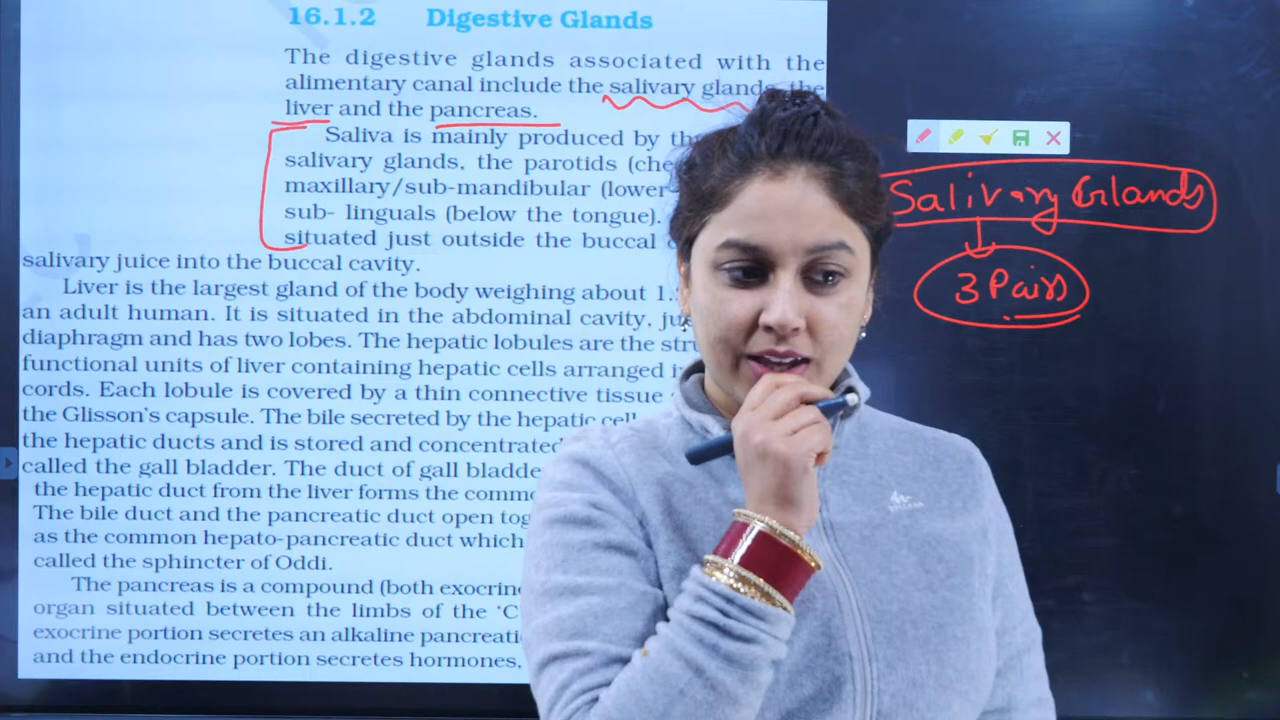 16.1.2 Digestive Glands
The digestive glands associated with the
alimentary canal include the salivary glands, the
liver and the pancreas.
Saliva is mainly produced by
salivary glands, the parotids
maxillary/sub-mandibular (lower
sub- linguals (below the tongue).
situated just outside the buccal
salivary juice into the buccal cavity.
Liver is the largest gland of the body weighing about
an adult human. It is situated in the abdominal cavity,
diaphragm and has two lobes. The hepatic lobules are the
functional units of liver containing hepatic cells arranged
cords. Each lobule is covered by a thin connective tissue
the Glisson's capsule. The bile secreted by the hepatic
the hepatic ducts and is stored and concentrated
called the gall bladder. The duct of gall
the hepatic duct from the liver forms the
The bile duct and the pancreatic duct open
as the common hepato-pancreatic duct which
called the sphincter of Oddi.
The pancreas is a compound (both
organ situated between the limbs of the 'C
exocrine portion secretes an alkaline
and the endocrine portion secretes hormones.
Salivary Glands
3 Pairs